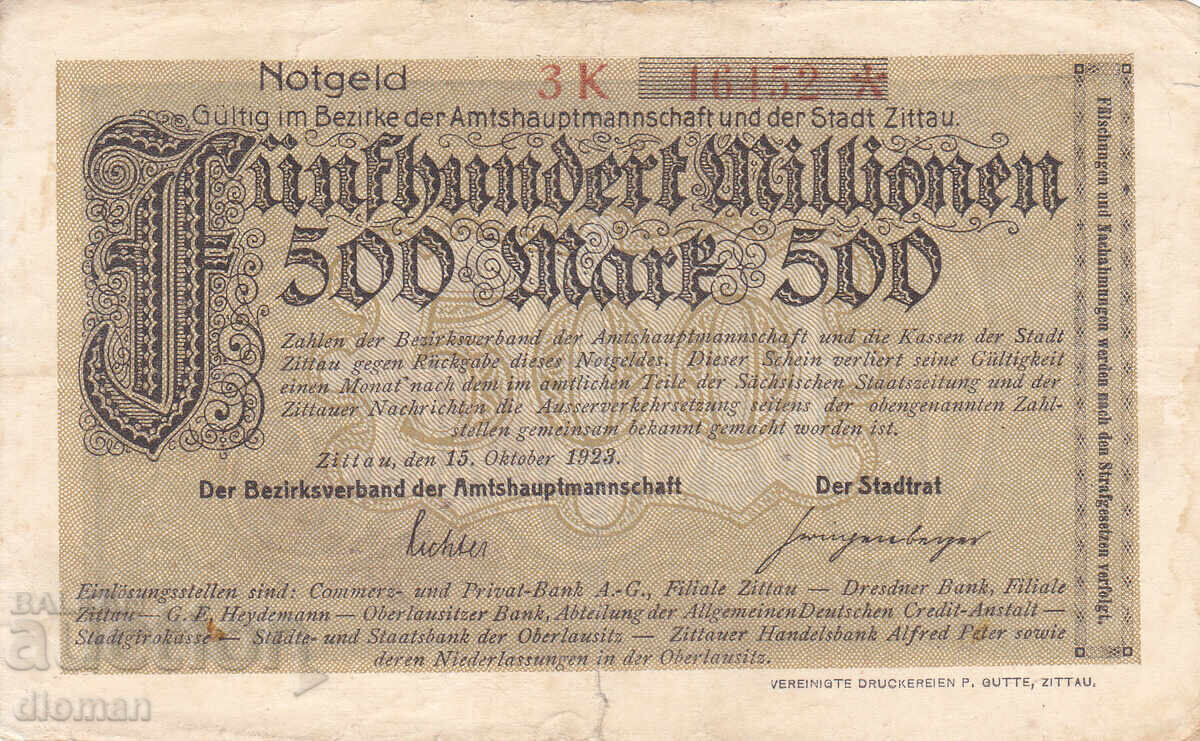 Notgeld 3 K 16452 *
Gültig im Bezirke der Amtshauptmannschaft und der Stadt Zittau.
Fünfhundert Millionen
500 Mark 500
Zahlen der Bezirksverband der Amtshauptmannschaft und die Kassen der Stadt
Zittau gegen Rückgabe dieses Notgeldes. Dieser Schein verliert seine Gültigkeit
einen Monat nach dem im amtlichen Teile der Sächsischen Staatszeitung und der
Zittauer Nachrichten die Ausserverkehrsetzung seitens der obengenannten Zahl-
stellen gemeinsam bekannt gemacht worden ist.
Zittau, den 15. Oktober 1923.
Der Bezirksverband der Amtshauptmannschaft Der Stadtrat
Richter
Einlösungsstellen sind: Commerz- und Privat-Bank A.-G., Filiale Zittau — Dresdner Bank, Filiale
Zittau — G. E. Heydemann — Oberlausitzer Bank, Abteilung der Allgemeinen Deutschen Credit-Anstalt —
Stadtgirokasse — Städte- und Staatsbank der Oberlausitz — Zittauer Handelsbank Alfred Peter sowie
deren Niederlassungen in der Oberlausitz.
Fälschungen und Nachahmungen werden nach den Strafgesetzen verfolgt.
VEREINIGTE DRUCKEREIEN P. GUTTE, ZITTAU.
auction
dloman